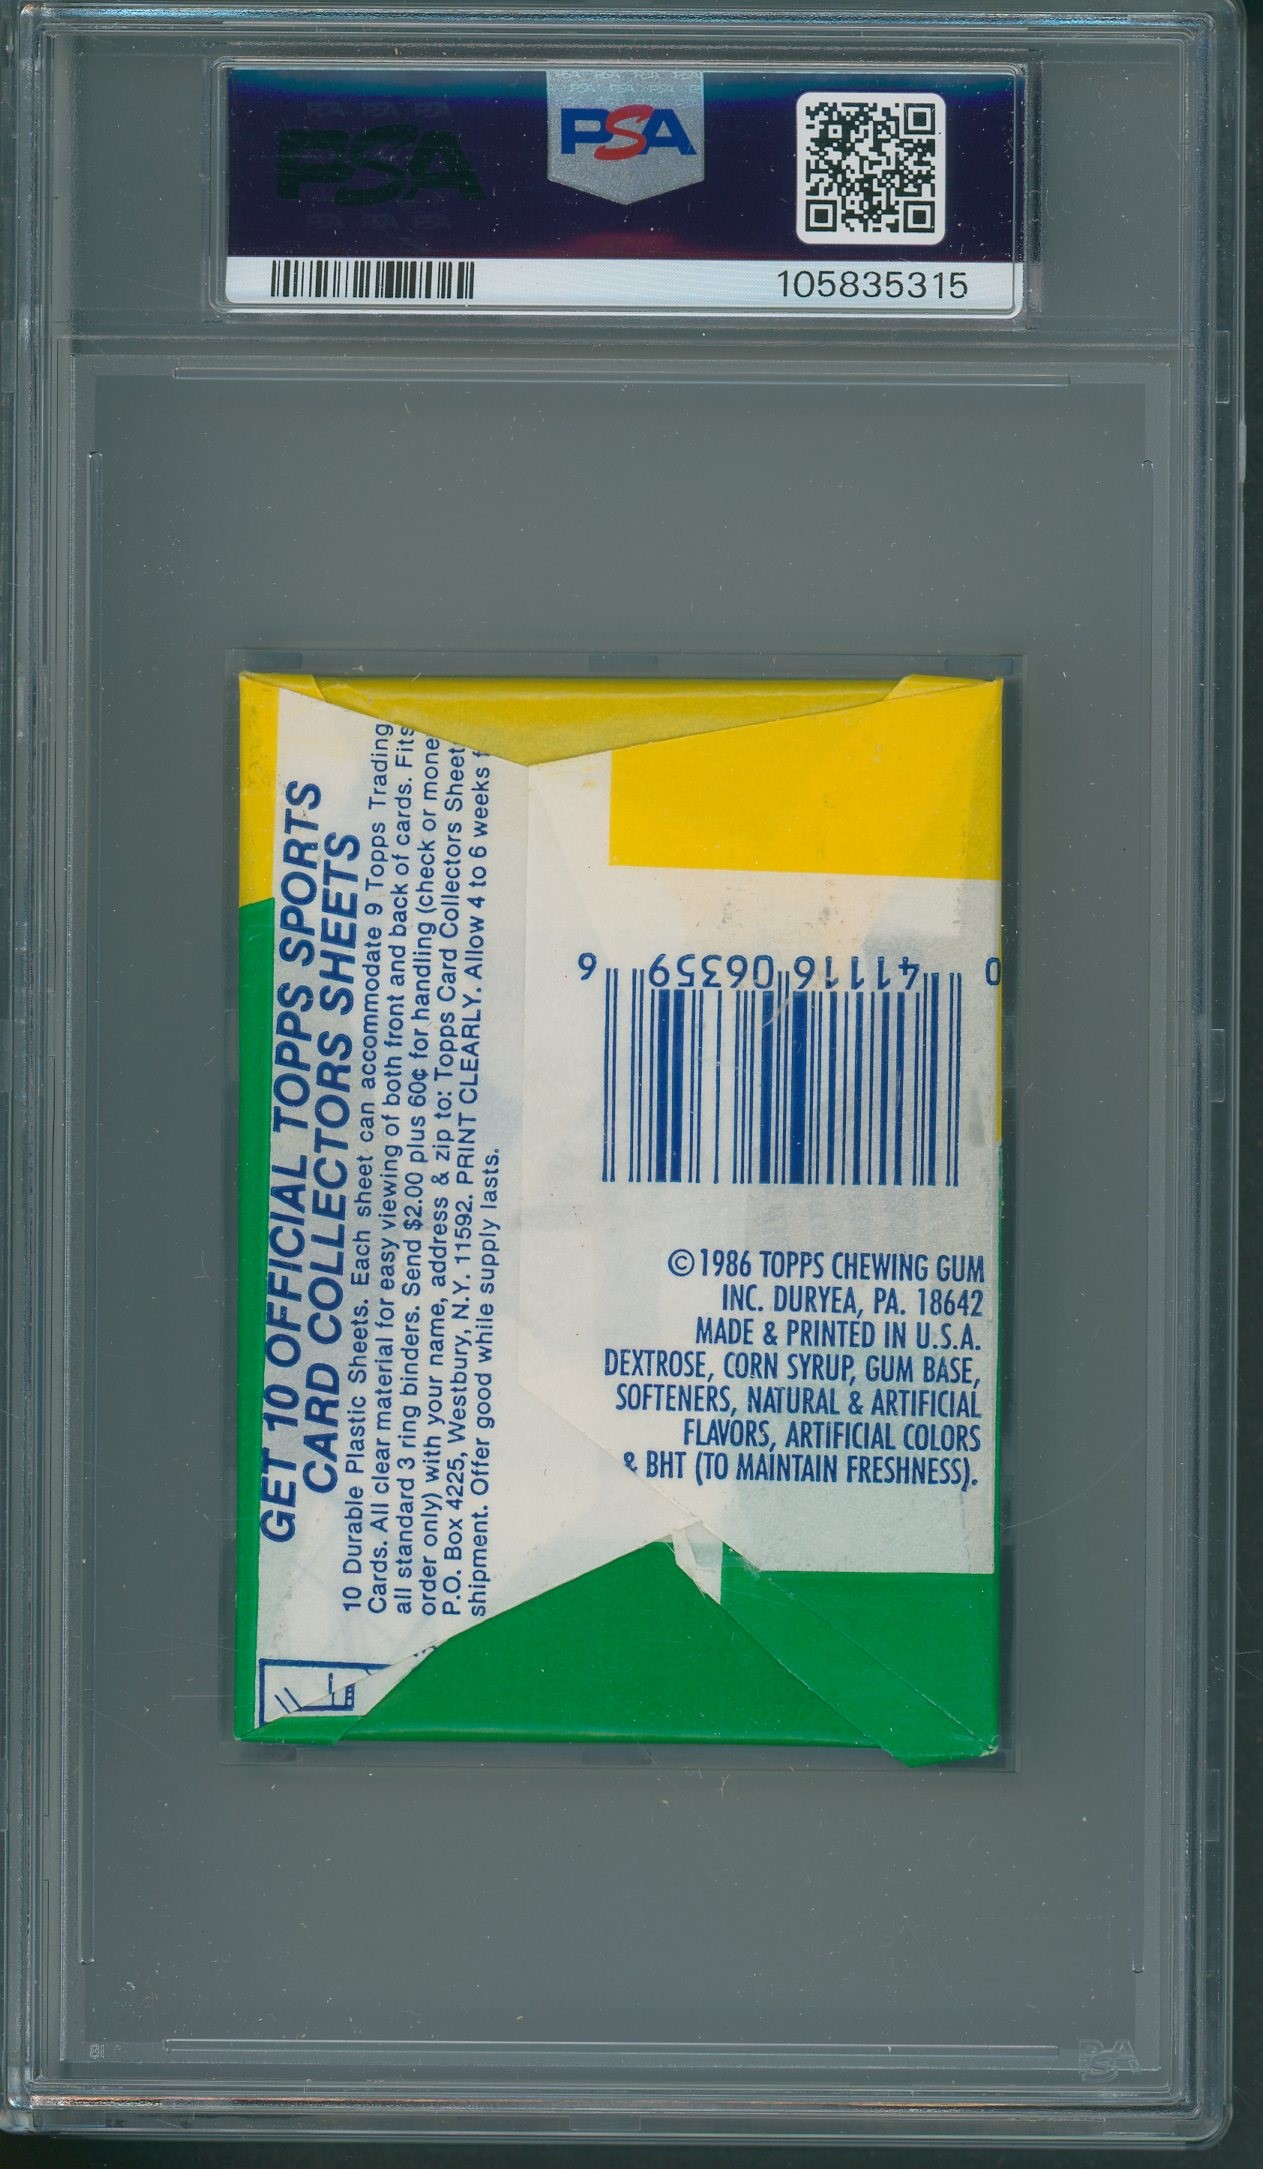 PSA
PSA
105835315
GET 10 OFFICIAL TOPPS SPORTS
CARD COLLECTORS SHEETS
10 Durable Plastic Sheets. Each sheet can accommodate 9 Topps Trading
Cards. All clear material for easy viewing of both front and back of cards. Fits
all standard 3 ring binders. Send $2.00 plus 60¢ for handling (check or mone
order only) with your name, address & zip to: Topps Card Collectors Sheet
P.O. Box 4225, Westbury, N.Y. 11592. PRINT CLEARLY. Allow 4 to 6 weeks f
shipment. Offer good while supply lasts.
0 41116 06359 6
©1986 TOPPS CHEWING GUM
INC. DURYEA, PA. 18642
MADE & PRINTED IN U.S.A.
DEXTROSE, CORN SYRUP, GUM BASE,
SOFTENERS, NATURAL & ARTIFICIAL
FLAVORS, ARTIFICIAL COLORS
& BHT (TO MAINTAIN FRESHNESS).
PSA